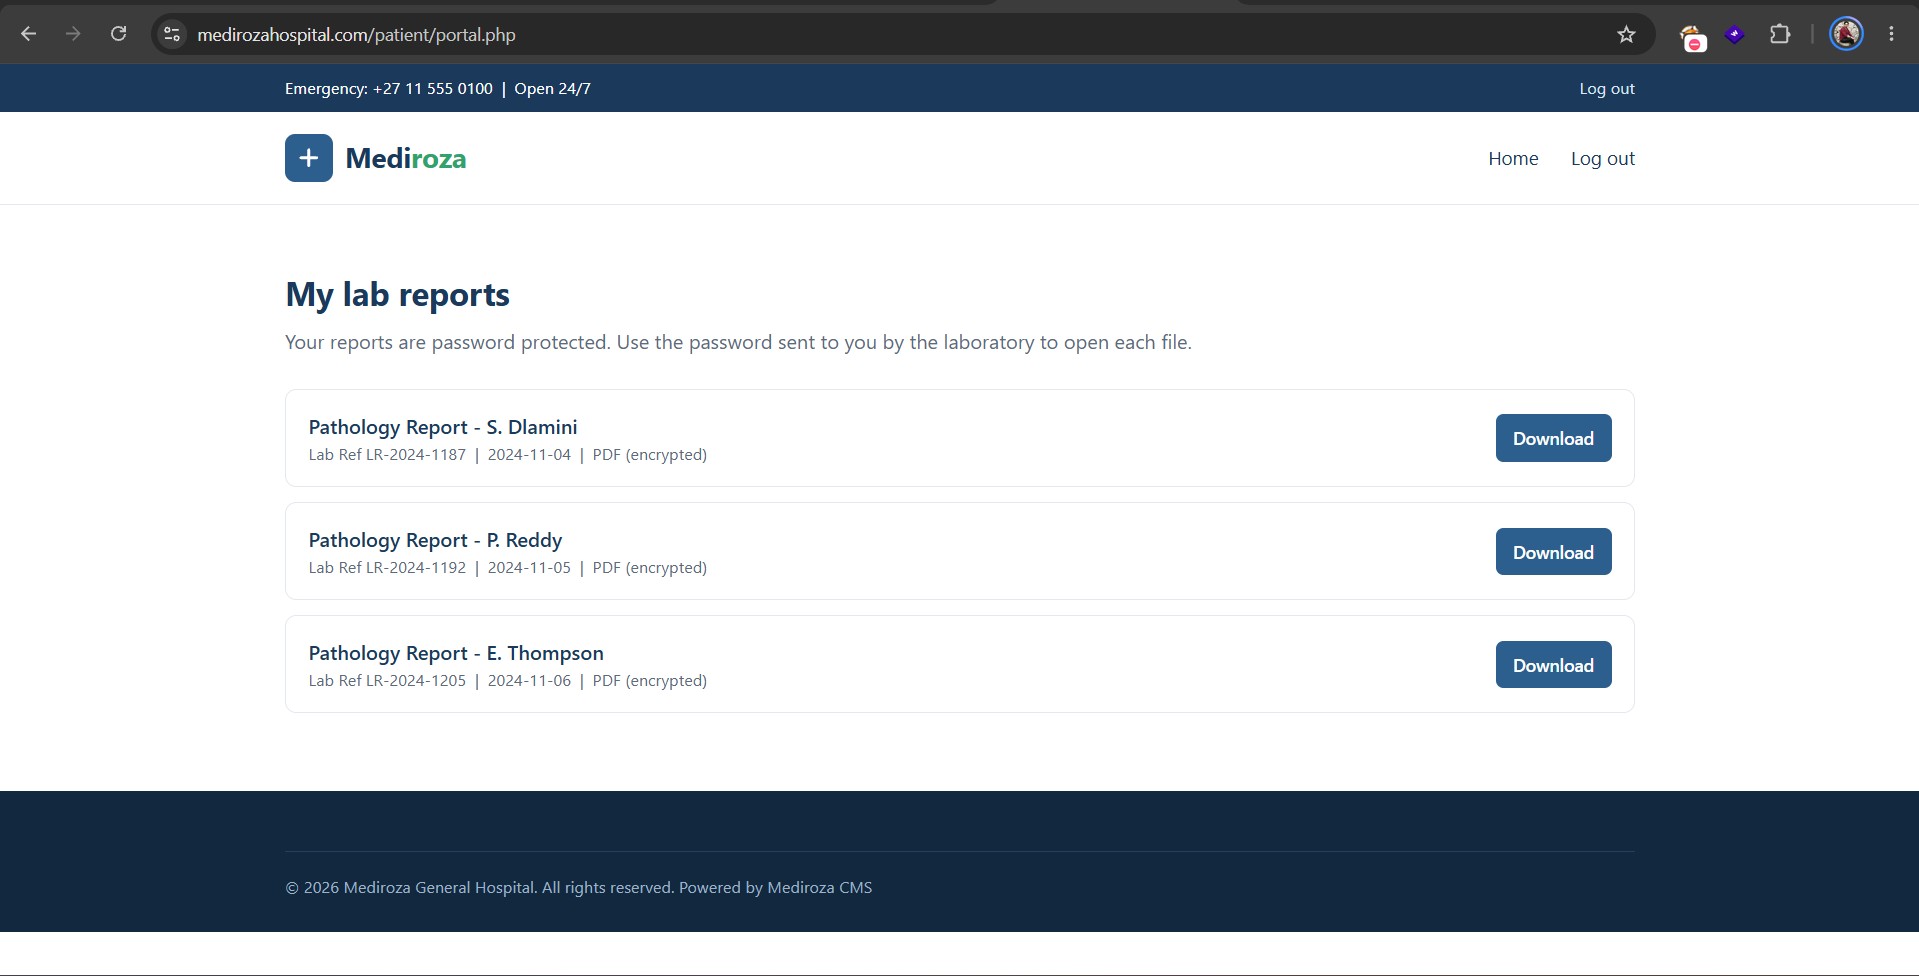 medirozahospital.com/patient/portal.php
Emergency: +27 11 555 0100 | Open 24/7
Log out
Mediroza
Home
Log out
My lab reports
Your reports are password protected. Use the password sent to you by the laboratory to open each file.
Pathology Report - S. Dlamini
Lab Ref LR-2024-1187 | 2024-11-04 | PDF (encrypted)
Download
Pathology Report - P. Reddy
Lab Ref LR-2024-1192 | 2024-11-05 | PDF (encrypted)
Download
Pathology Report - E. Thompson
Lab Ref LR-2024-1205 | 2024-11-06 | PDF (encrypted)
Download
© 2026 Mediroza General Hospital. All rights reserved. Powered by Mediroza CMS